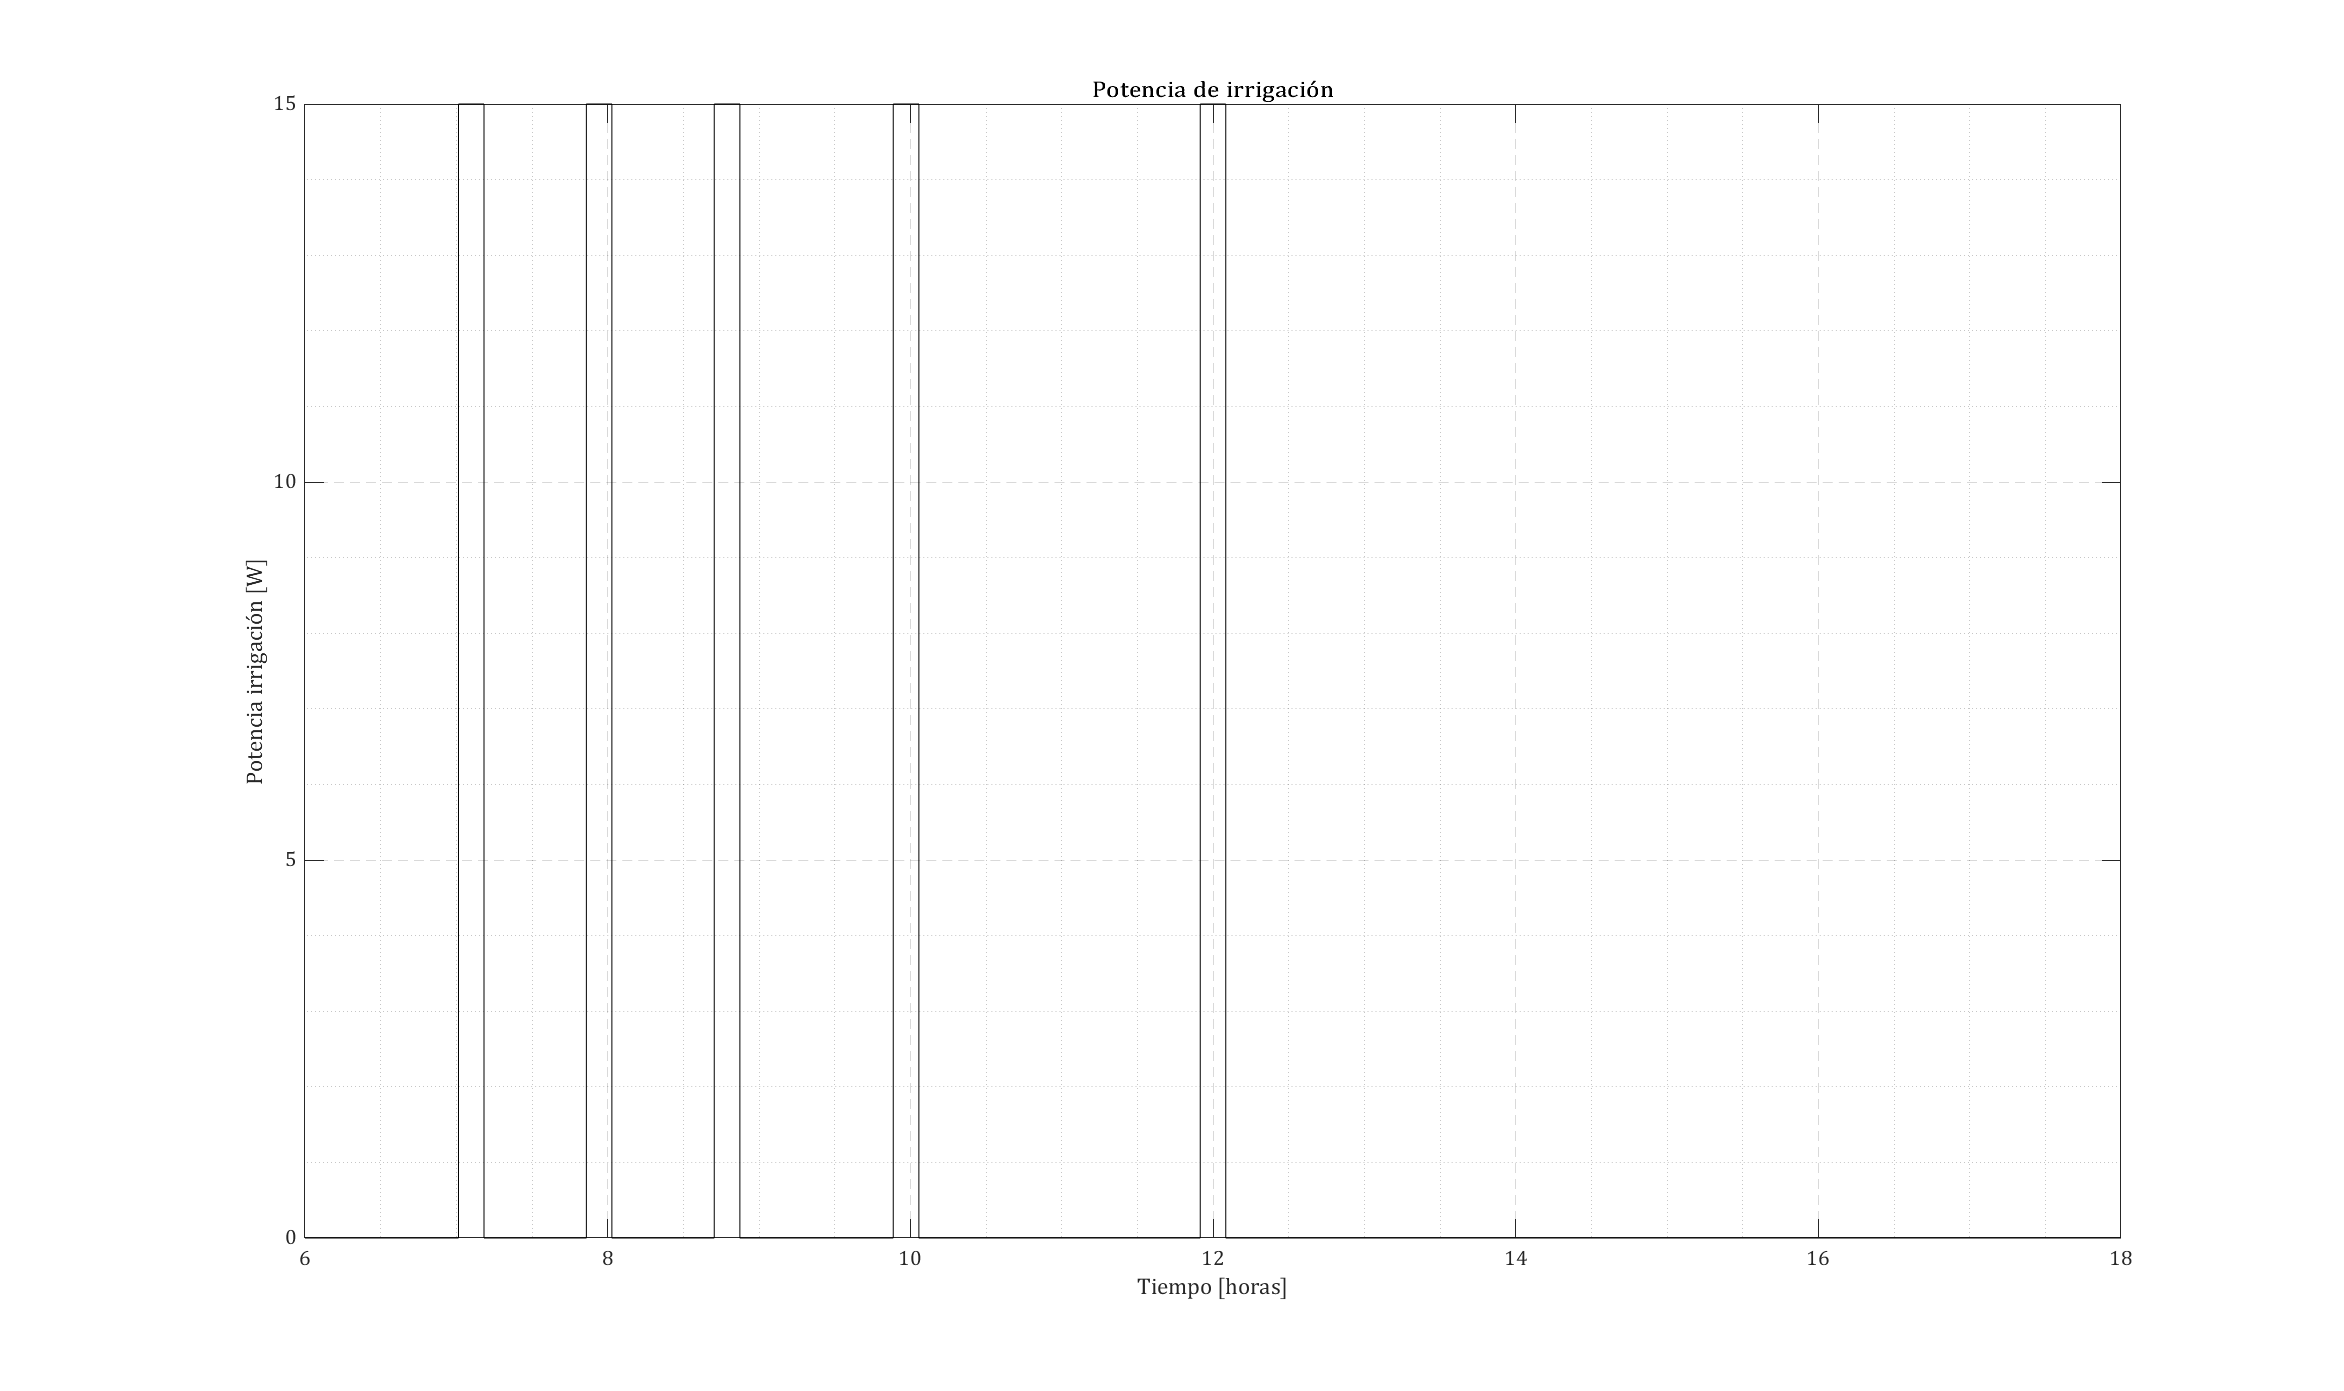 Potencia de irrigación
15
10
5
0
Potencia irrigación [W]
6 8 10 12 14 16 18
Tiempo [horas]